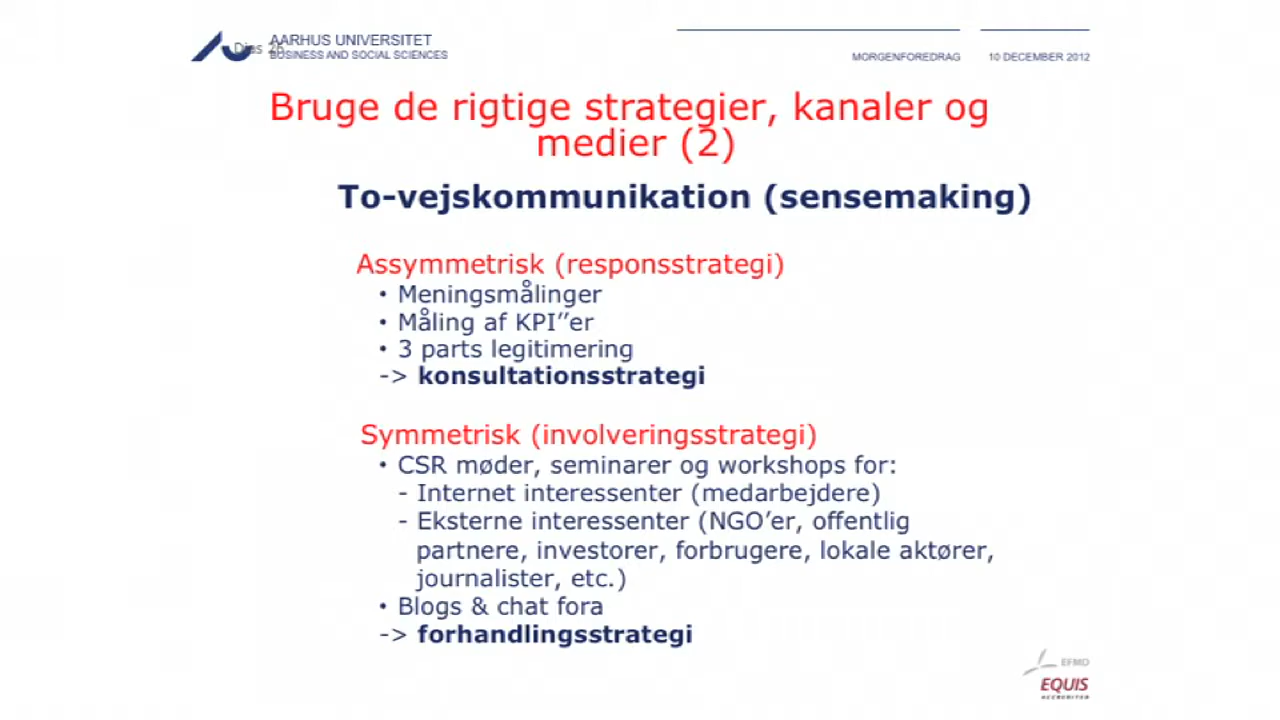 AARHUS UNIVERSITET
BUSINESS AND SOCIAL SCIENCES
Dias 25
MORGENFOREDRAG
10 DECEMBER 2012
Bruge de rigtige strategier, kanaler og
medier (2)
To-vejskommunikation (sensemaking)
Assymmetrisk (responsstrategi)
• Meningsmålinger
• Måling af KPI’’er
• 3 parts legitimering
-> konsultationsstrategi
Symmetrisk (involveringsstrategi)
• CSR møder, seminarer og workshops for:
- Internet interessenter (medarbejdere)
- Eksterne interessenter (NGO’er, offentlig
partnere, investorer, forbrugere, lokale aktører,
journalister, etc.)
• Blogs & chat fora
-> forhandlingsstrategi
EFMD
EQUIS
ACCREDITED